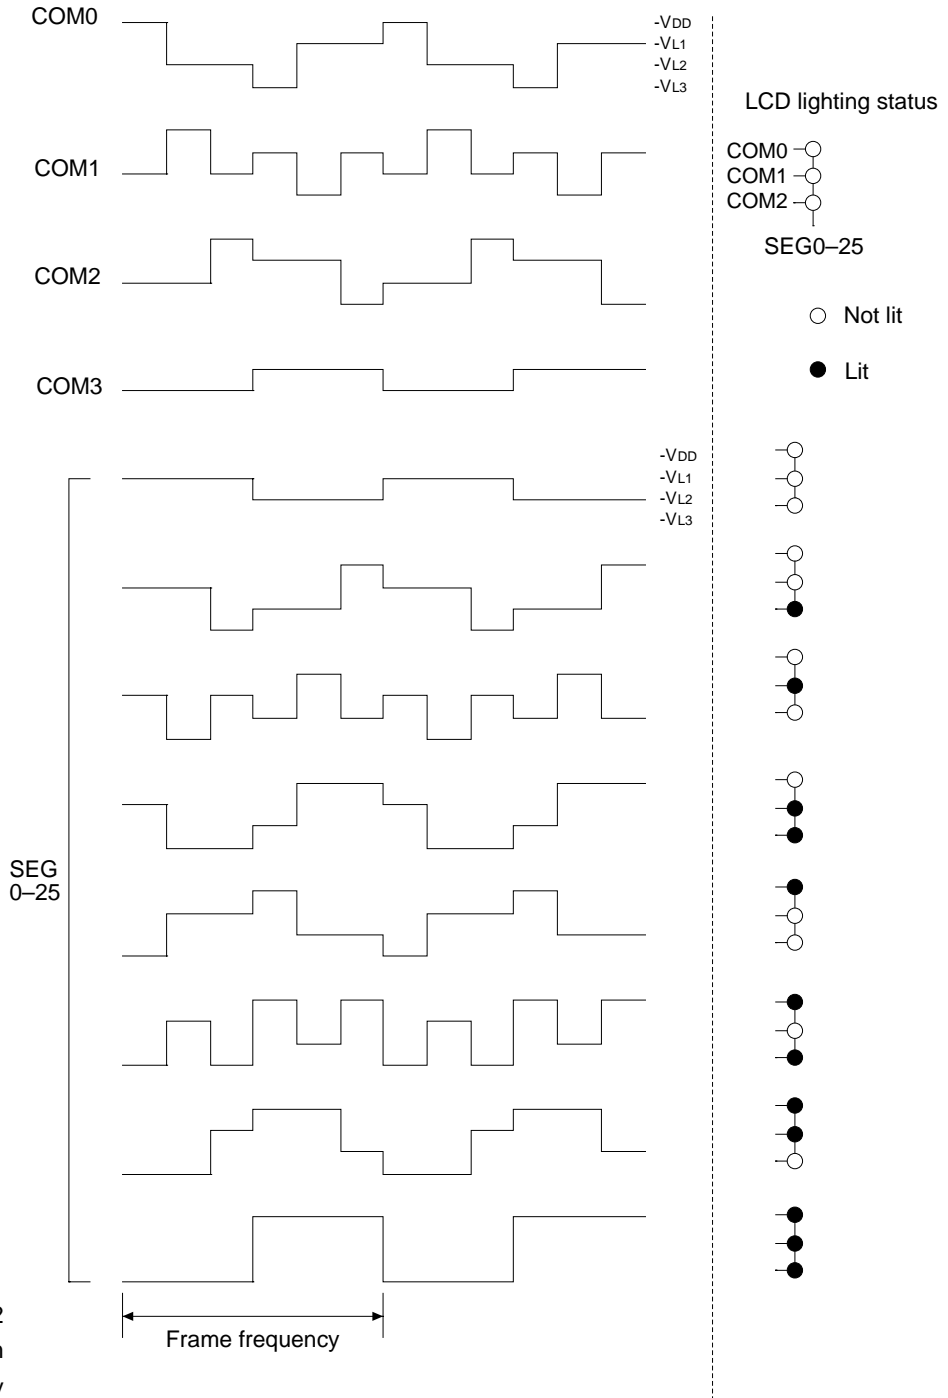 COM0
-VDD
-VL1
-VL2
-VL3
LCD lighting status
COM0
COM1
COM2
SEG0–25
COM1
COM2
Not lit
Lit
COM3
-VDD
-VL1
-VL2
-VL3
SEG
0–25
Frame frequency
2